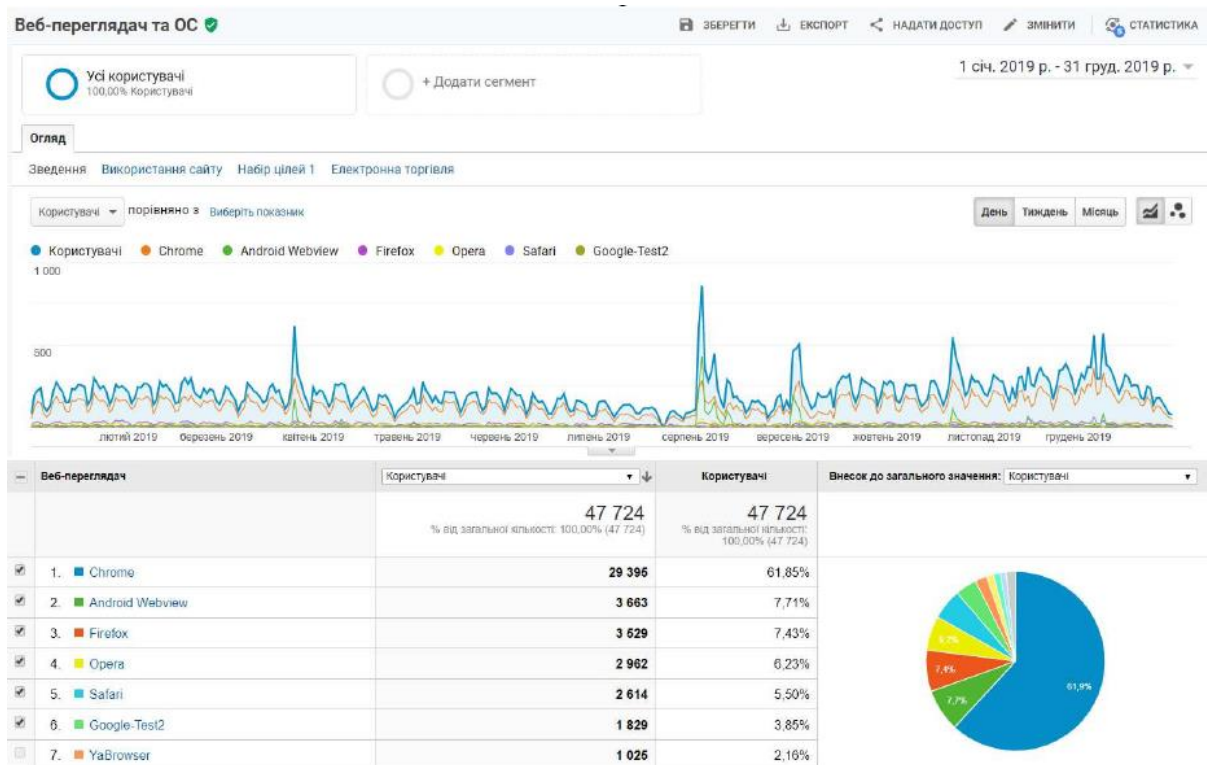 Веб-переглядач та ОС
ЗБЕРЕГТИ ЕКСПОРТ НАДАТИ ДОСТУП ЗМІНИТИ СТАТИСТИКА
Усі користувачі
100,00% Користувачі
+ Додати сегмент
1 січ. 2019 р. - 31 груд. 2019 р.
Огляд
Зведення Використання сайту Набір цілей 1 Електронна торгівля
Користувачі порівняно з Виберіть показник
День Тиждень Місяць
Користувачі Chrome Android Webview Firefox Opera Safari Google-Test2
1 000
500
лютий 2019 березень 2019 квітень 2019 травень 2019 червень 2019 липень 2019 серпень 2019 вересень 2019 жовтень 2019 листопад 2019 грудень 2019
Веб-переглядач Користувачі Користувачі Внесок до загального значення: Користувачі
47 724 47 724
% від загальної кількості: 100,00% (47 724) % від загальної кількості:
100,00% (47 724)
1. Chrome 29 395 61,85%
2. Android Webview 3 663 7,71%
3. Firefox 3 529 7,43%
4. Opera 2 962 6,23%
5. Safari 2 614 5,50%
6. Google-Test2 1 829 3,85%
7. YaBrowser 1 025 2,16%
6,2%
7,4%
7,7%
61,9%